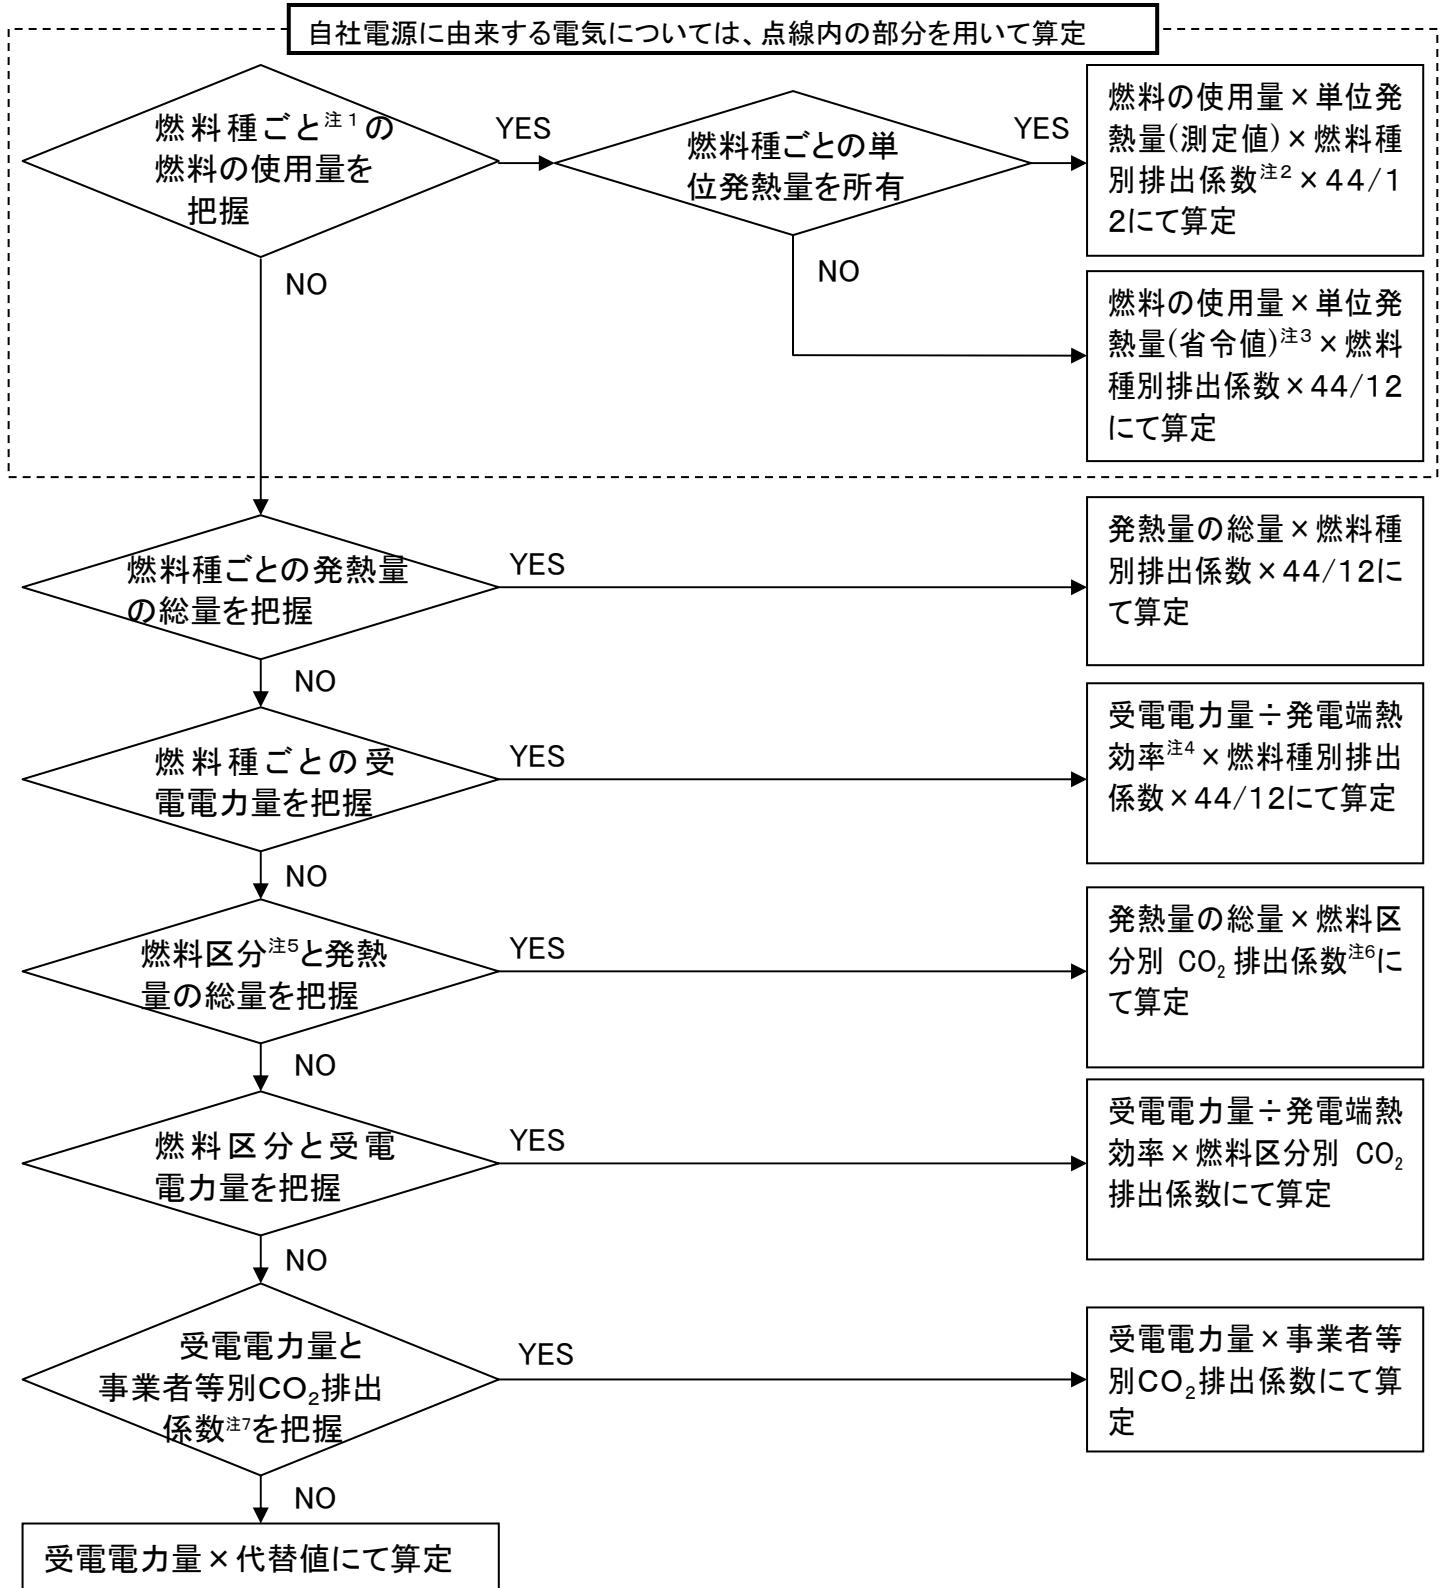 自社電源に由来する電気については、点線内の部分を用いて算定
燃料種ごと注1の
燃料の使用量を
把握
YES
燃料種ごとの単
位発熱量を所有
YES
燃料の使用量×単位発
熱量(測定値)×燃料種
別排出係数注2×44/1
2にて算定
NO
NO
燃料の使用量×単位発
熱量(省令値)注3×燃料
種別排出係数×44/12
にて算定
燃料種ごとの発熱量
の総量を把握
YES
発熱量の総量×燃料種
別排出係数×44/12に
て算定
NO
燃料種ごとの受
電電力量を把握
YES
受電電力量÷発電端熱
効率注4×燃料種別排出
係数×44/12にて算定
NO
燃料区分注5と発熱
量の総量を把握
YES
発熱量の総量×燃料区
分別 CO₂排出係数注6に
て算定
NO
燃料区分と受電
電力量を把握
YES
受電電力量÷発電端熱
効率×燃料区分別 CO₂
排出係数にて算定
NO
受電電力量と
事業者等別CO₂排出
係数注7を把握
YES
受電電力量×事業者等
別CO₂排出係数にて算
定
NO
受電電力量×代替値にて算定